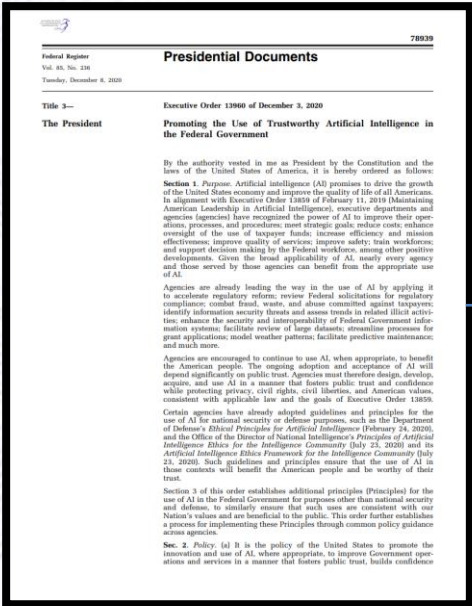 78939
Federal Register
Vol. 85, No. 236
Tuesday, December 8, 2020
Presidential Documents
Title 3—
The President
Executive Order 13960 of December 3, 2020
Promoting the Use of Trustworthy Artificial Intelligence in
the Federal Government
By the authority vested in me as President by the Constitution and the
laws of the United States of America, it is hereby ordered as follows:
Section 1. Purpose. Artificial intelligence (AI) promises to drive the growth
of the United States economy and improve the quality of life of all Americans.
In alignment with Executive Order 13859 of February 11, 2019 (Maintaining
American Leadership in Artificial Intelligence), executive departments and
agencies (agencies) have recognized the power of AI to improve their oper-
ations, processes, and procedures; meet strategic goals; reduce costs; enhance
oversight of the use of taxpayer funds; increase efficiency and mission
effectiveness; improve quality of services; improve safety; train workforces;
and support decision making by the Federal workforce, among other positive
developments. Given the broad applicability of AI, nearly every agency
and those served by those agencies can benefit from the appropriate use
of AI.
Agencies are already leading the way in the use of AI by applying it
to accelerate regulatory reform; review Federal solicitations for regulatory
compliance; combat fraud, waste, and abuse committed against taxpayers;
identify information security threats and assess trends in related illicit activi-
ties; enhance the security and interoperability of Federal Government infor-
mation systems; facilitate review of large datasets; streamline processes for
grant applications; model weather patterns; facilitate predictive maintenance;
and much more.
Agencies are encouraged to continue to use AI, when appropriate, to benefit
the American people. The ongoing adoption and acceptance of AI will
depend significantly on public trust. Agencies must therefore design, develop,
acquire, and use AI in a manner that fosters public trust and confidence
while protecting privacy, civil rights, civil liberties, and American values,
consistent with applicable law and the goals of Executive Order 13859.
Certain agencies have already adopted guidelines and principles for the
use of AI for national security or defense purposes, such as the Department
of Defense's Ethical Principles for Artificial Intelligence (February 24, 2020),
and the Office of the Director of National Intelligence's Principles of Artificial
Intelligence Ethics for the Intelligence Community (July 23, 2020) and its
Artificial Intelligence Ethics Framework for the Intelligence Community (July
23, 2020). Such guidelines and principles ensure that the use of AI in
those contexts will benefit the American people and be worthy of their
trust.
Section 3 of this order establishes additional principles (Principles) for the
use of AI in the Federal Government for purposes other than national security
and defense, to similarly ensure that such uses are consistent with our
Nation's values and are beneficial to the public. This order further establishes
a process for implementing these Principles through common policy guidance
across agencies.
Sec. 2. Policy. (a) It is the policy of the United States to promote the
innovation and use of AI, where appropriate, to improve Government oper-
ations and services in a manner that fosters public trust, builds confidence